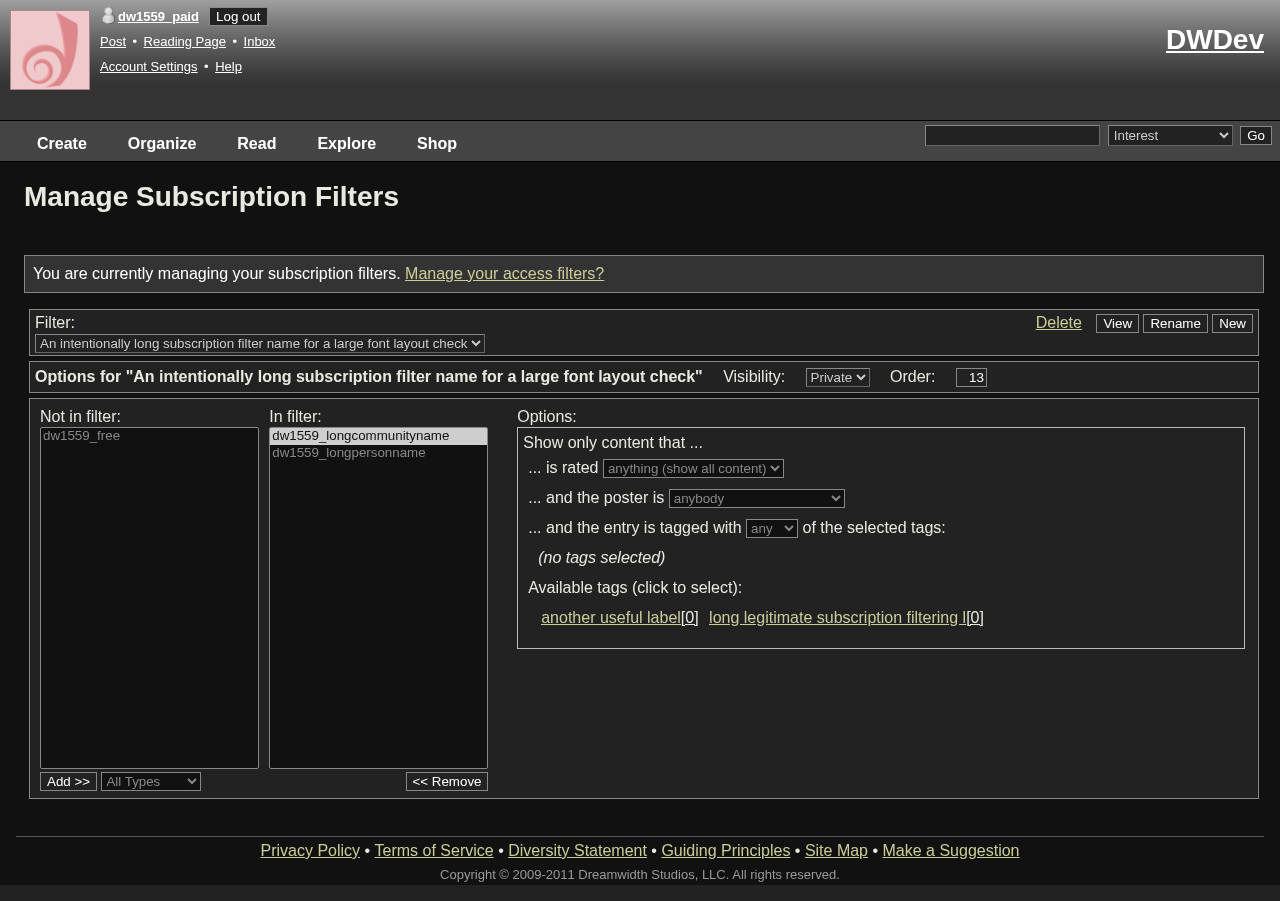 dw1559_paid Log out
Post • Reading Page • Inbox
Account Settings • Help
DWDev
Create Organize Read Explore Shop Interest Go
Manage Subscription Filters
You are currently managing your subscription filters. Manage your access filters?
Filter: Delete View Rename New
An intentionally long subscription filter name for a large font layout check
Options for "An intentionally long subscription filter name for a large font layout check" Visibility: Private Order: 13
Not in filter: In filter: Options:
dw1559_free dw1559_longcommunityname
dw1559_longpersonname
Show only content that ...
... is rated anything (show all content)
... and the poster is anybody
... and the entry is tagged with any of the selected tags:
(no tags selected)
Available tags (click to select):
another useful label[0] long legitimate subscription filtering l[0]
Add >> All Types << Remove
Privacy Policy • Terms of Service • Diversity Statement • Guiding Principles • Site Map • Make a Suggestion
Copyright © 2009-2011 Dreamwidth Studios, LLC. All rights reserved.